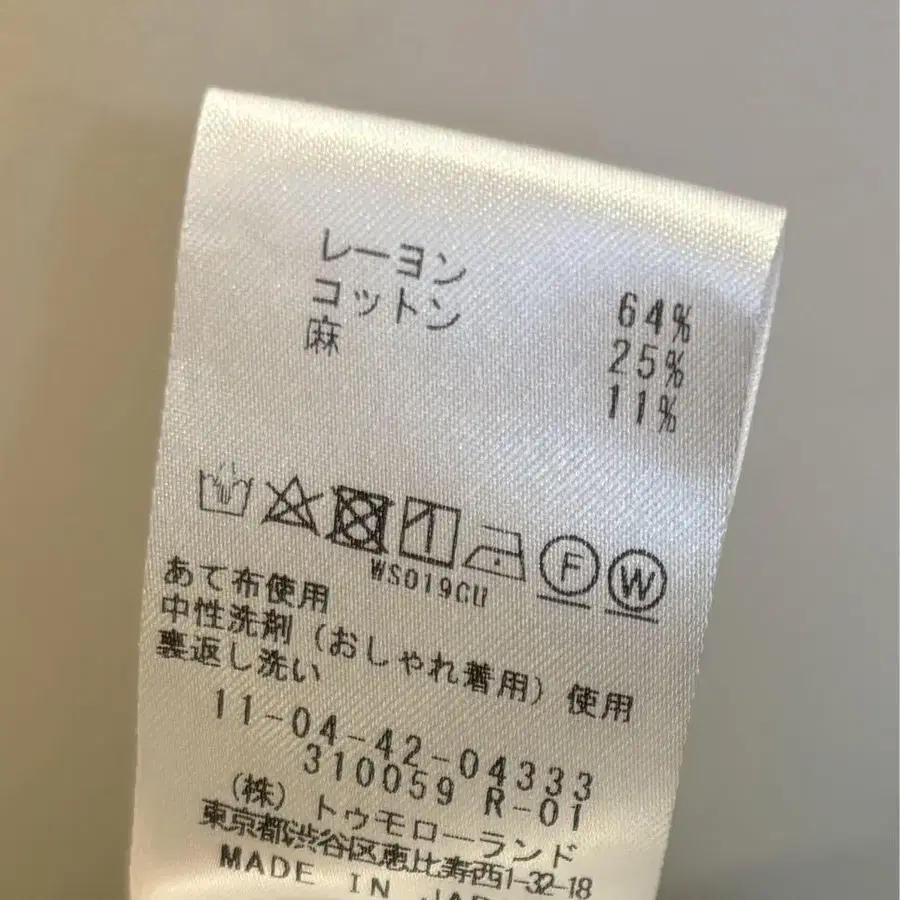 レーヨン 64%
コットン 25%
麻 11%
F W
WS019CU
あて布使用
中性洗剤（おしゃれ着用）使用
裏返し洗い
11-04-42-04333
310059 R-01
（株）トゥモローランド
東京都渋谷区恵比寿西1-32-18
MADE IN